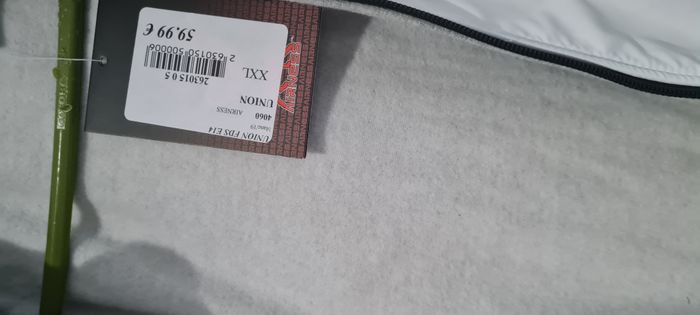 UNION FDS E14
4060 AIRNESS
UNION
263015 0 5
XXL
2 630150 500006
59.99 €